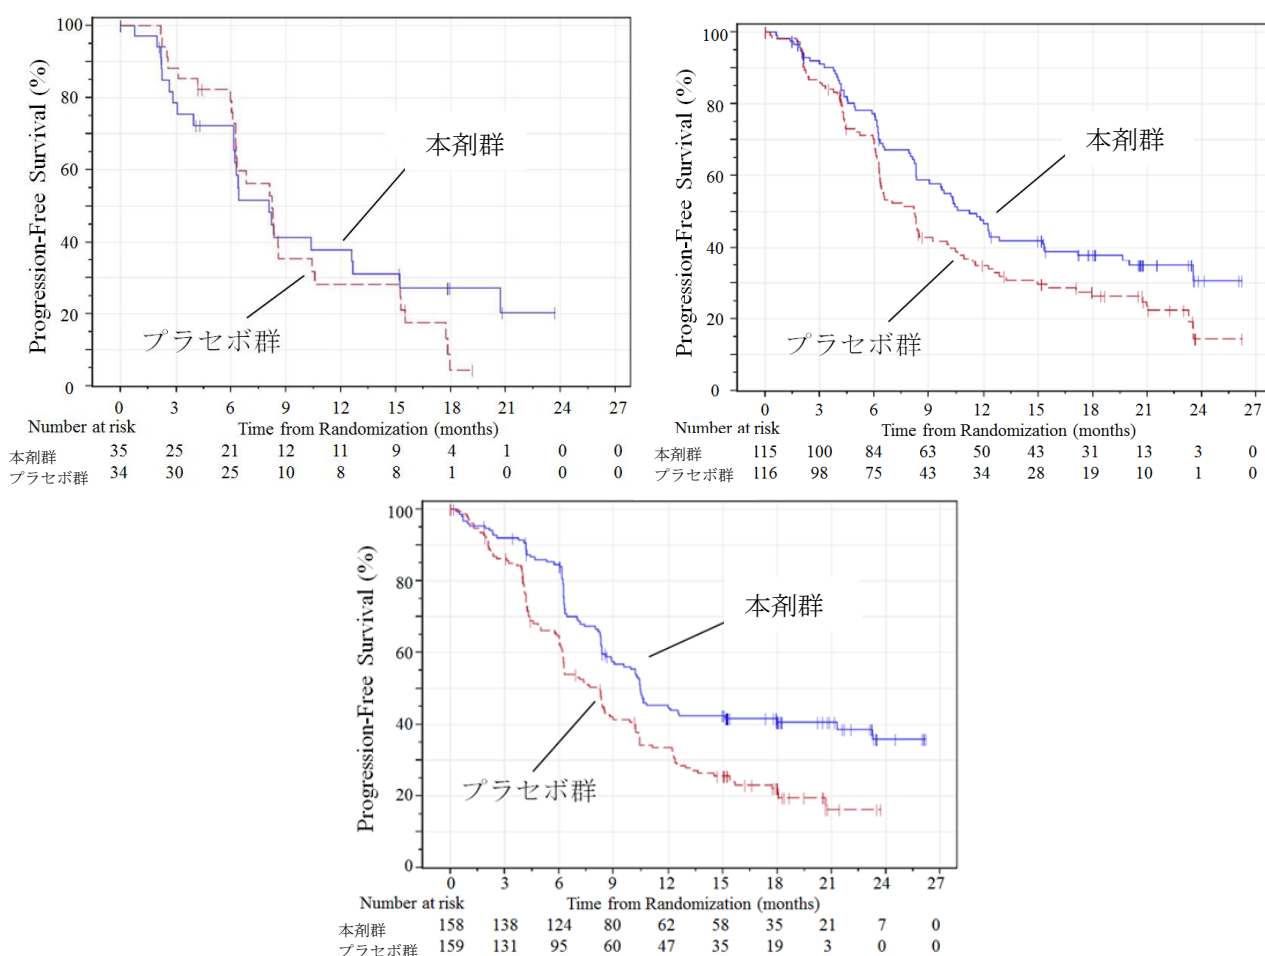 Progression-Free Survival (%)
100
80
60
40
20
0
本剤群
プラセボ群
0 3 6 9 12 15 18 21 24 27
Number at risk
Time from Randomization (months)
本剤群 35 25 21 12 11 9 4 1 0 0
プラセボ群 34 30 25 10 8 8 1 0 0 0
Progression-Free Survival (%)
100
80
60
40
20
0
本剤群
プラセボ群
0 3 6 9 12 15 18 21 24 27
Number at risk
Time from Randomization (months)
本剤群 115 100 84 63 50 43 31 13 3 0
プラセボ群 116 98 75 43 34 28 19 10 1 0
Progression-Free Survival (%)
100
80
60
40
20
0
本剤群
プラセボ群
0 3 6 9 12 15 18 21 24 27
Number at risk
Time from Randomization (months)
本剤群 158 138 124 80 62 58 35 21 7 0
プラセボ群 159 131 95 60 47 35 19 3 0 0